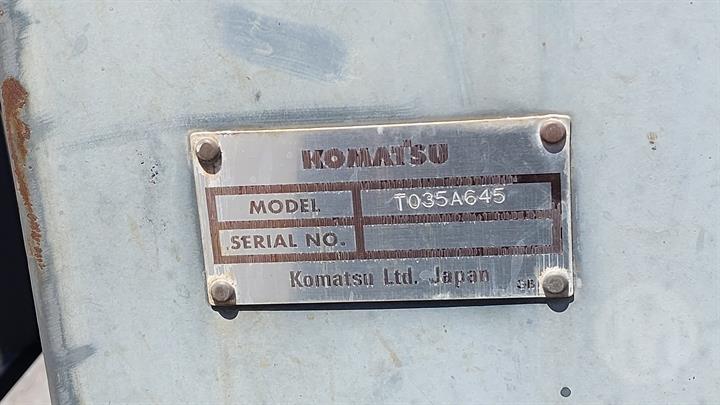 KOMATSU
MODEL T035A645
SERIAL NO.
Komatsu Ltd. Japan